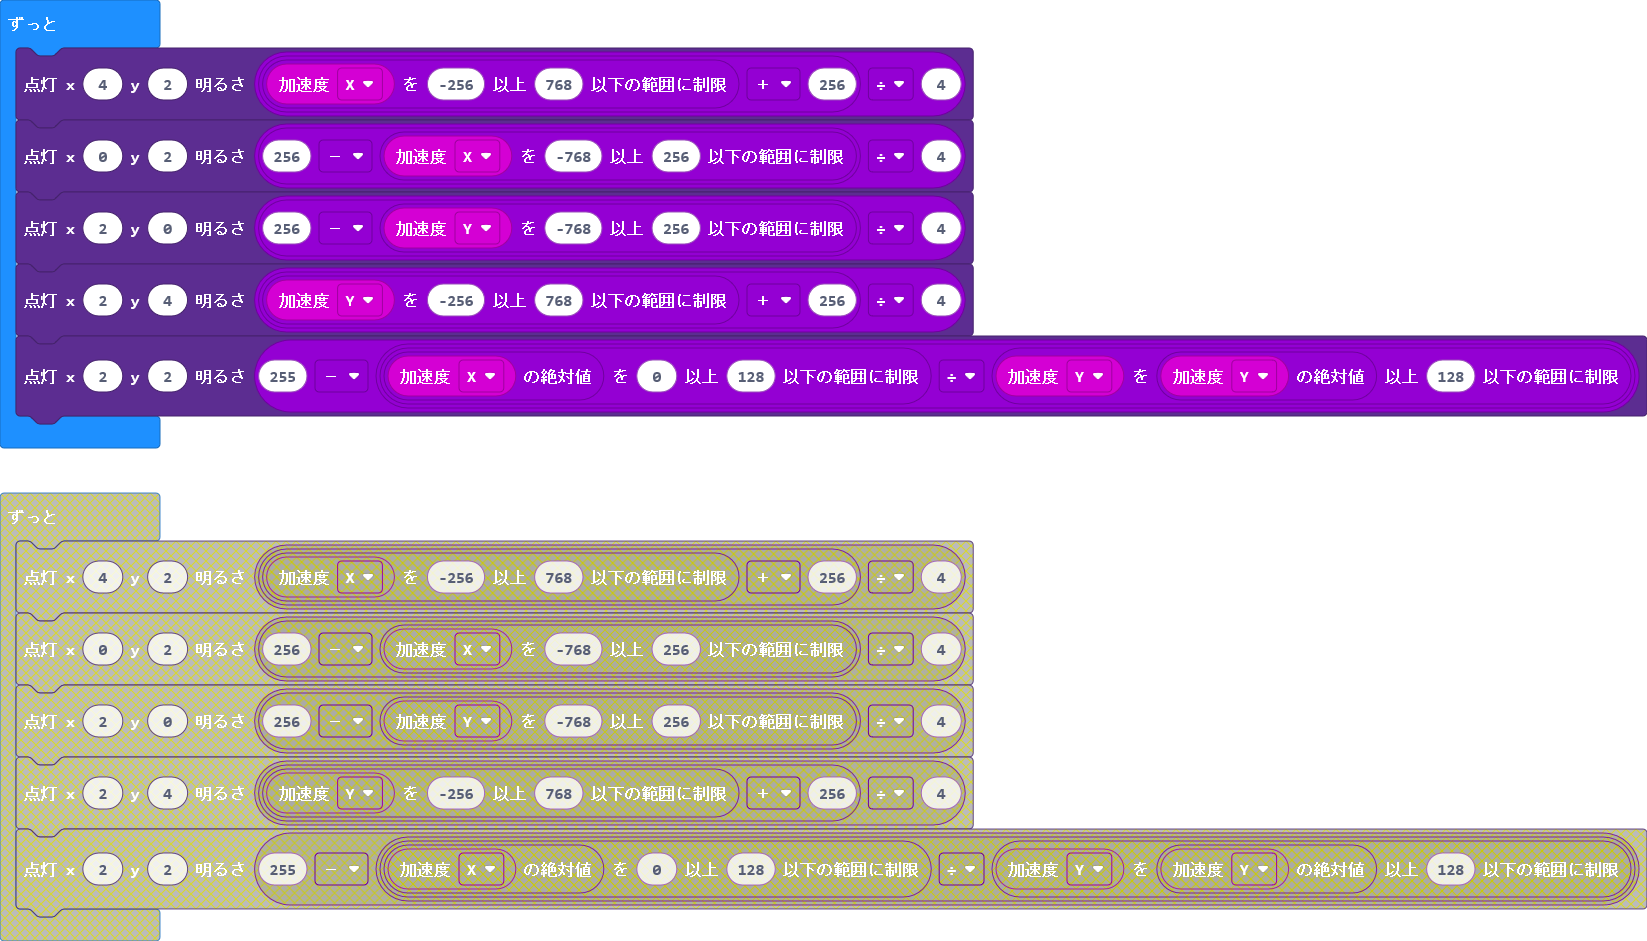 ずっと
点灯 x 4 y 2 明るさ 加速度 X を -256 以上 768 以下の範囲に制限 + 256 ÷ 4
点灯 x 0 y 2 明るさ 256 - 加速度 X を -768 以上 256 以下の範囲に制限 ÷ 4
点灯 x 2 y 0 明るさ 256 - 加速度 Y を -768 以上 256 以下の範囲に制限 ÷ 4
点灯 x 2 y 4 明るさ 加速度 Y を -256 以上 768 以下の範囲に制限 + 256 ÷ 4
点灯 x 2 y 2 明るさ 255 - 加速度 X の絶対値 を 0 以上 128 以下の範囲に制限 ÷ 加速度 Y を 加速度 Y の絶対値 以上 128 以下の範囲に制限
ずっと
点灯 x 4 y 2 明るさ 加速度 X を -256 以上 768 以下の範囲に制限 + 256 ÷ 4
点灯 x 0 y 2 明るさ 256 - 加速度 X を -768 以上 256 以下の範囲に制限 ÷ 4
点灯 x 2 y 0 明るさ 256 - 加速度 Y を -768 以上 256 以下の範囲に制限 ÷ 4
点灯 x 2 y 4 明るさ 加速度 Y を -256 以上 768 以下の範囲に制限 + 256 ÷ 4
点灯 x 2 y 2 明るさ 255 - 加速度 X の絶対値 を 0 以上 128 以下の範囲に制限 ÷ 加速度 Y を 加速度 Y の絶対値 以上 128 以下の範囲に制限